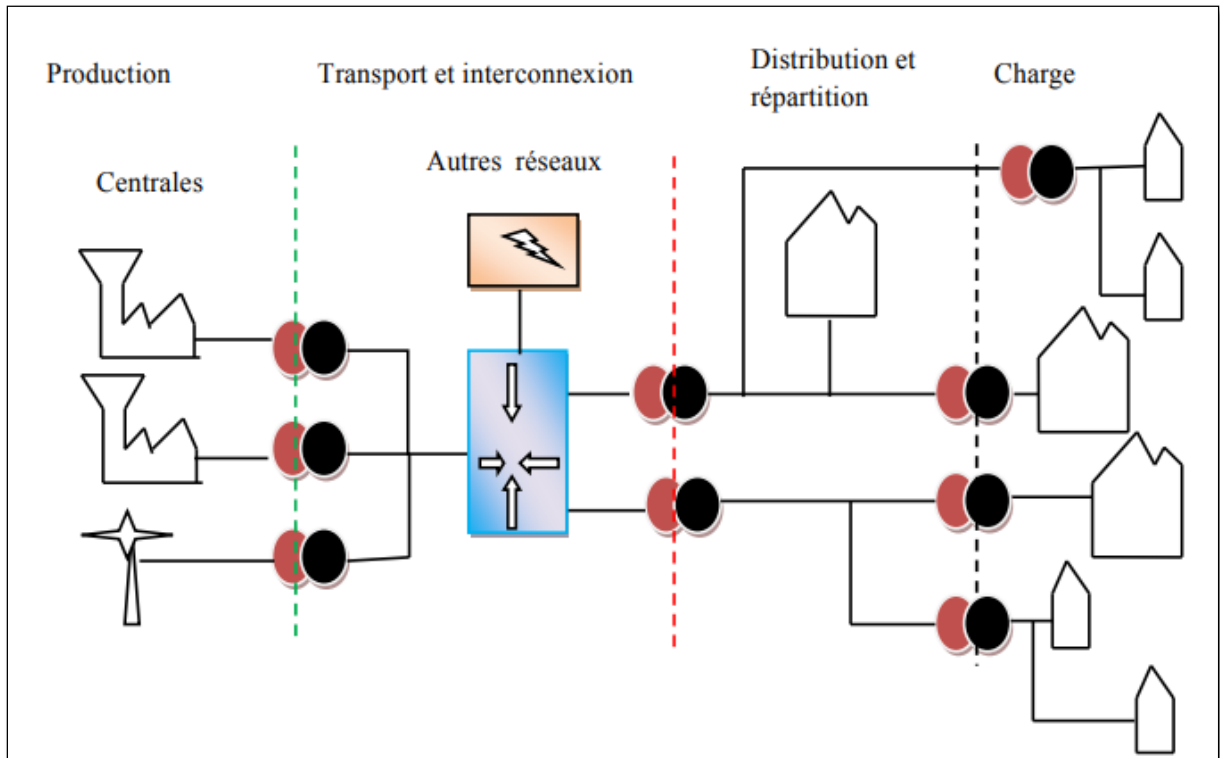 Production
Transport et interconnexion
Distribution et
répartition
Charge
Centrales
Autres réseaux